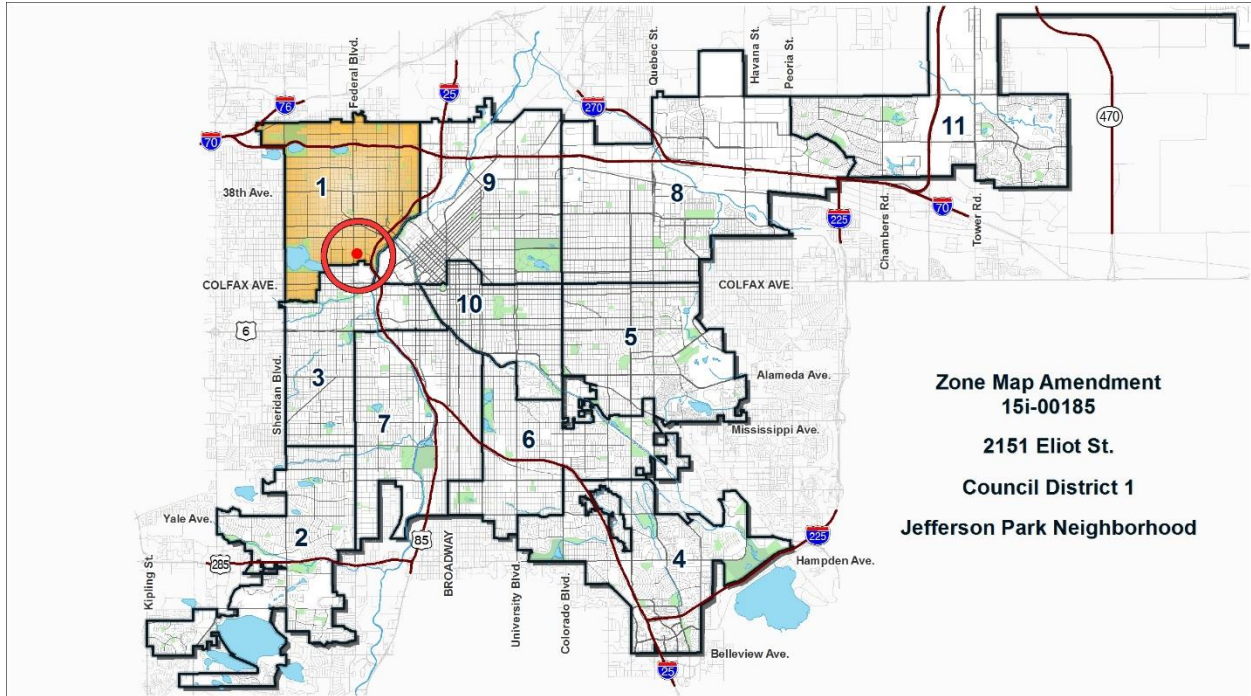 Federal Blvd.
Quebec St.
Havana St.
Peoria St.
25
76
270
70
470
11
1
9
8
38th Ave.
225
70
Chambers Rd.
Tower Rd.
COLFAX AVE.
COLFAX AVE.
10
6
5
Sheridan Blvd.
3
7
Alameda Ave.
Mississippi Ave.
6
Zone Map Amendment
15i-00185
2151 Eliot St.
Council District 1
Jefferson Park Neighborhood
Yale Ave.
2
85
225
285
4
Hampden Ave.
Kipling St.
BROADWAY
University Blvd.
Colorado Blvd.
Belleview Ave.
25